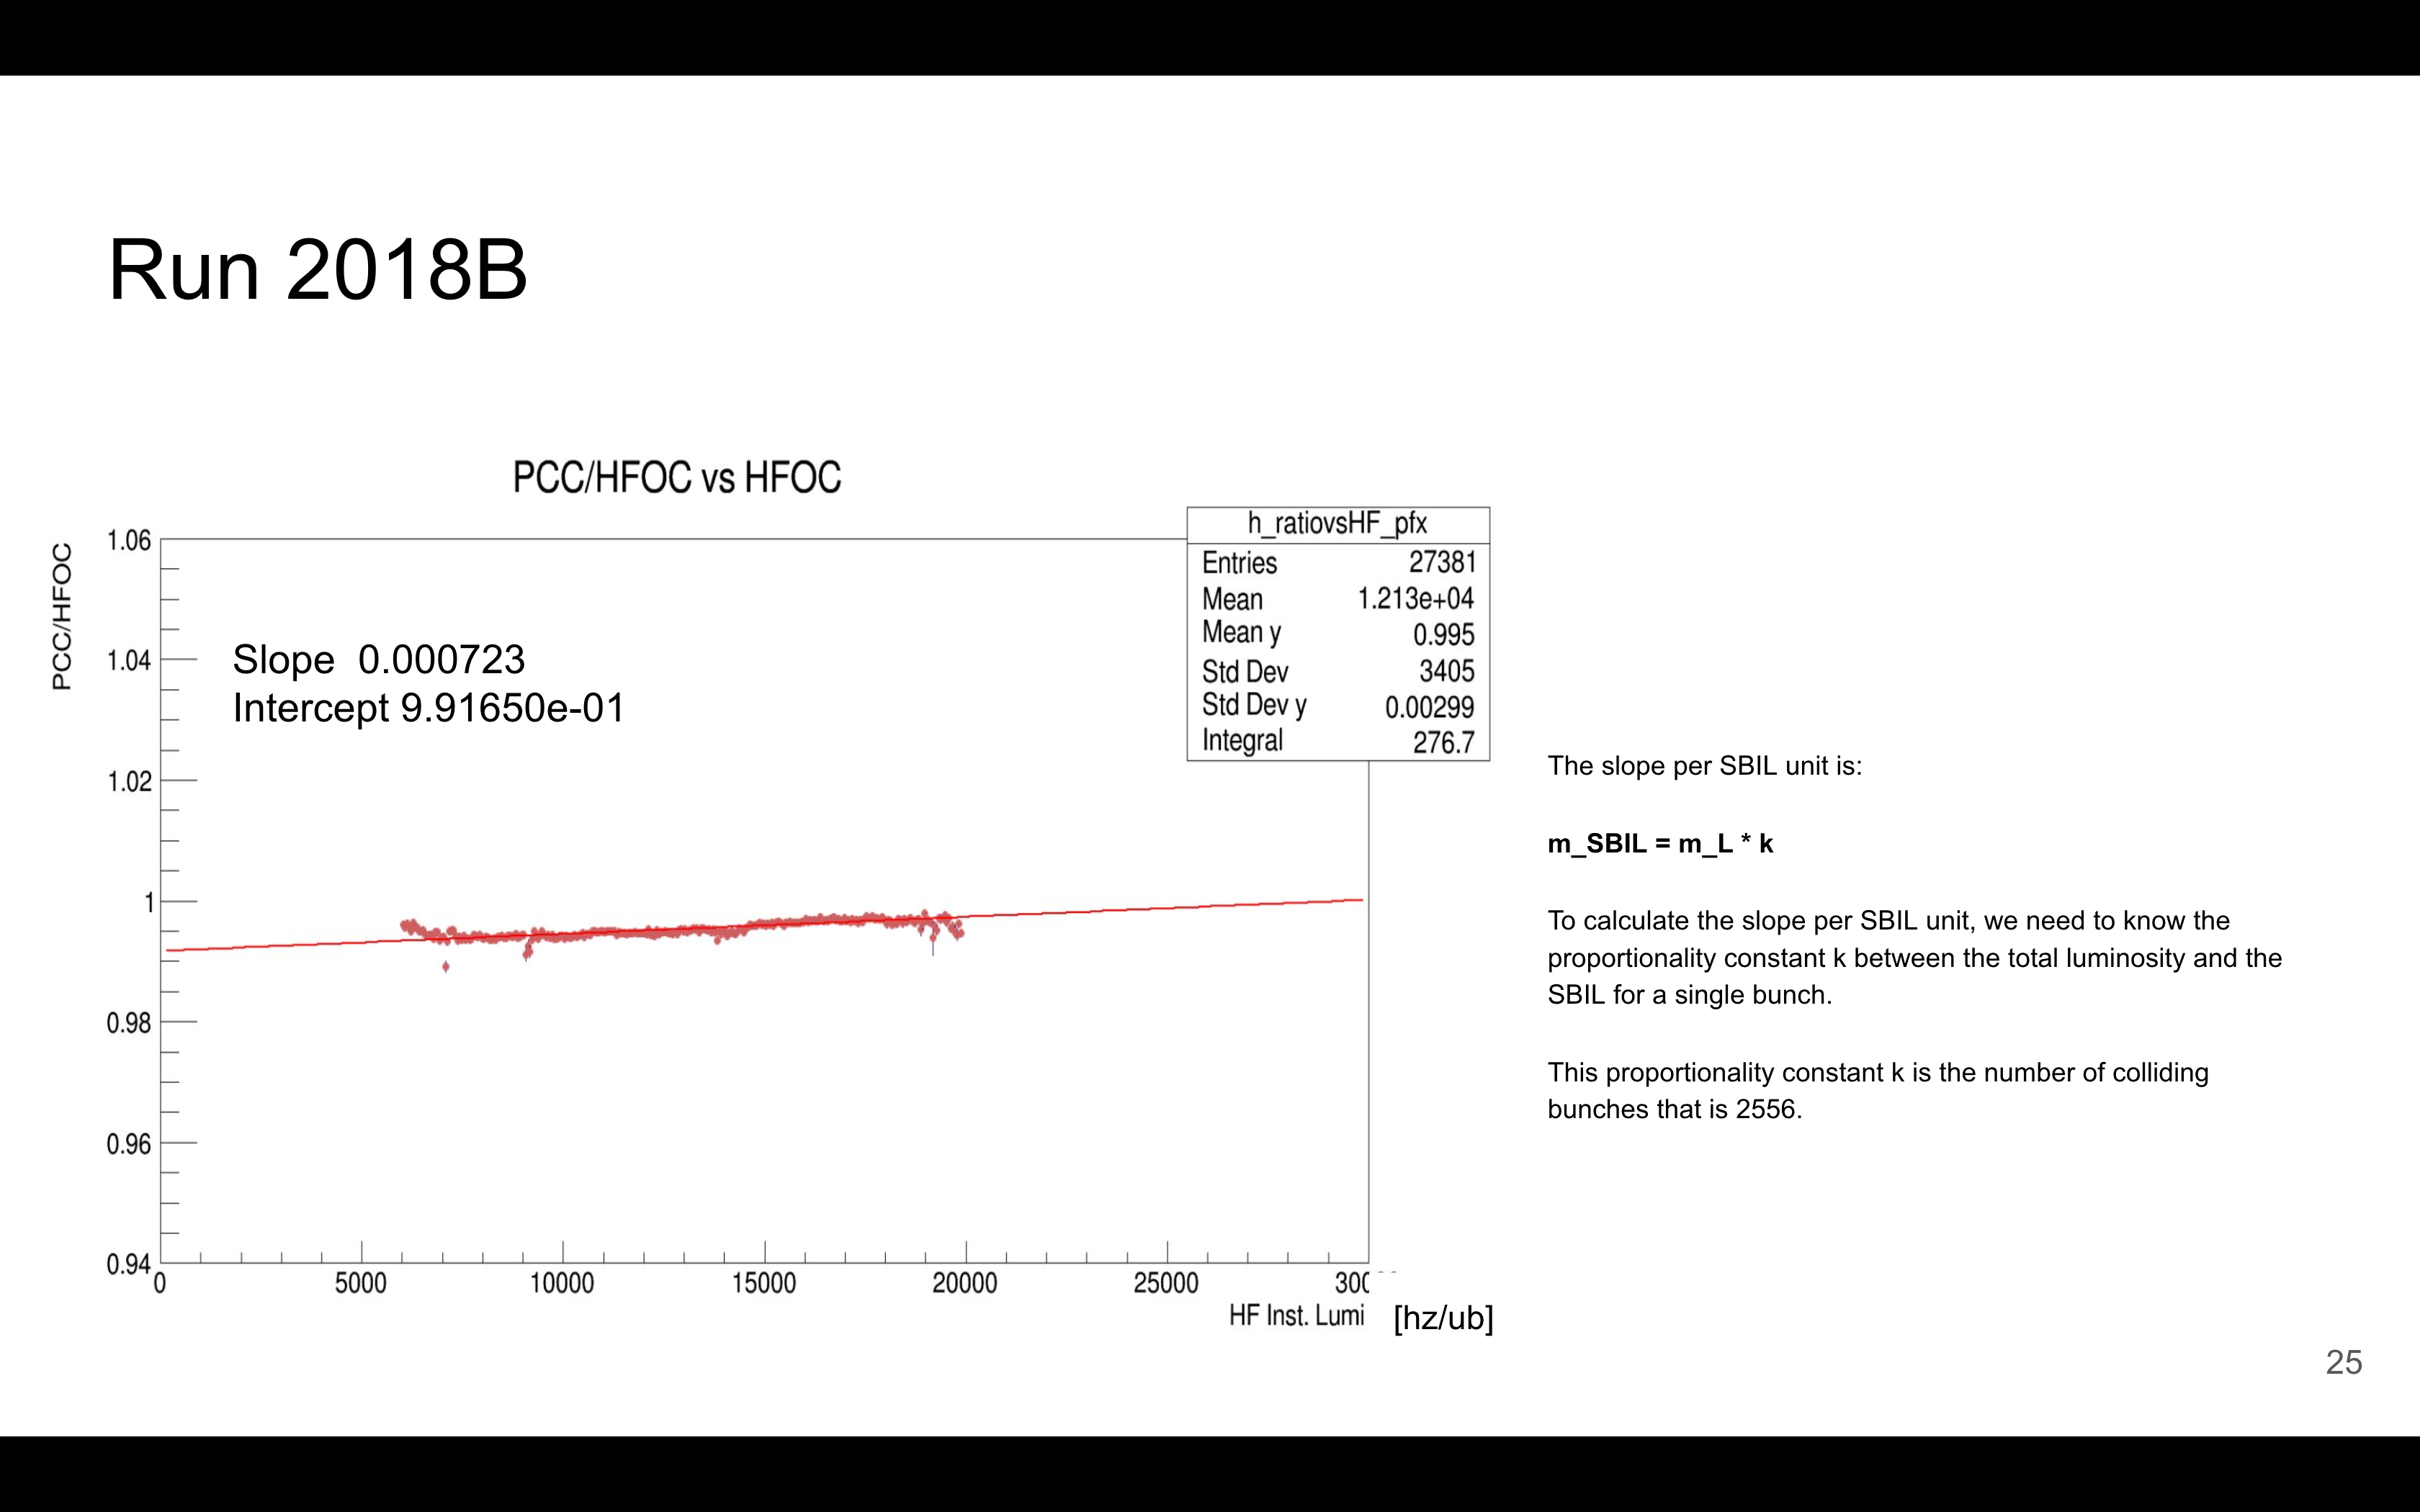 Run 2018B
PCC/HFOC vs HFOC
h_ratiovsHF_pfx
Entries 27381
Mean 1.213e+04
Mean y 0.995
Std Dev 3405
Std Dev y 0.00299
Integral 276.7
PCC/HFOC
1.06
1.04
1.02
1
0.98
0.96
0.94
Slope 0.000723
Intercept 9.91650e-01
0 5000 10000 15000 20000 25000
HF Inst. Lumi [hz/ub]
The slope per SBIL unit is:
m_SBIL = m_L * k
To calculate the slope per SBIL unit, we need to know the
proportionality constant k between the total luminosity and the
SBIL for a single bunch.
This proportionality constant k is the number of colliding
bunches that is 2556.
25